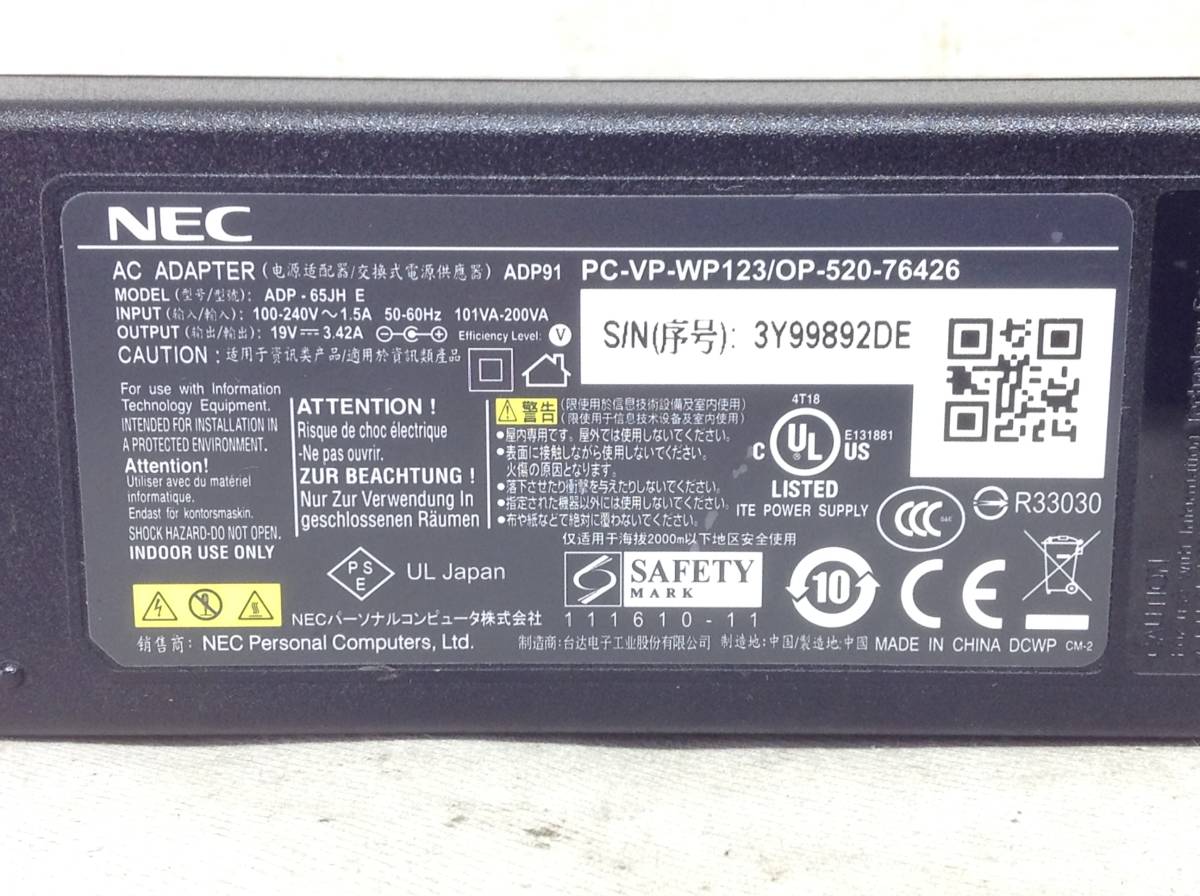 NEC
AC ADAPTER (电源适配器/交換式電源供應器) ADP91 PC-VP-WP123/OP-520-76426
MODEL (型号/型號): ADP-65JH E
INPUT (输入/輸入): 100-240V～1.5A 50-60Hz 101VA-200VA
OUTPUT (输出/輸出): 19V 3.42A Efficiency Level: V
CAUTION : 适用于资讯类产品/適用於資訊類產品
S/N(序号): 3Y99892DE
For use with Information
Technology Equipment.
INTENDED FOR INSTALLATION IN
A PROTECTED ENVIRONMENT.
Attention!
Utiliser avec du matériel
informatique.
Endast för kontorsmaskin.
SHOCK HAZARD-DO NOT OPEN.
INDOOR USE ONLY
ATTENTION !
Risque de choc électrique
-Ne pas ouvrir.
ZUR BEACHTUNG !
Nur Zur Verwendung In
geschlossenen Räumen
警告 (限使用於信息技術設備及室内使用)
(限使用于信息技术设备及室内使用)
●屋内専用です。屋外では使用しないでください。
●表面に接触しながら使用しないでください。
火傷の原因となります。
●落下させたり衝撃を与えたりしないでください。
●指定された機器以外には使用しないでください。
●布や紙などで絶対に覆わないでください。
仅适用于海拔2000m以下地区安全使用
4T18
C UL US E131881
LISTED
ITE POWER SUPPLY
CCC S&E
R33030
PSE UL Japan
SAFETY
MARK
111610-11
10
CE
NECパーソナルコンピュータ株式会社
销售商: NEC Personal Computers, Ltd.
制造商:台达电子工业股份有限公司 制造地:中国/製造地:中國 MADE IN CHINA DCWP CM-2